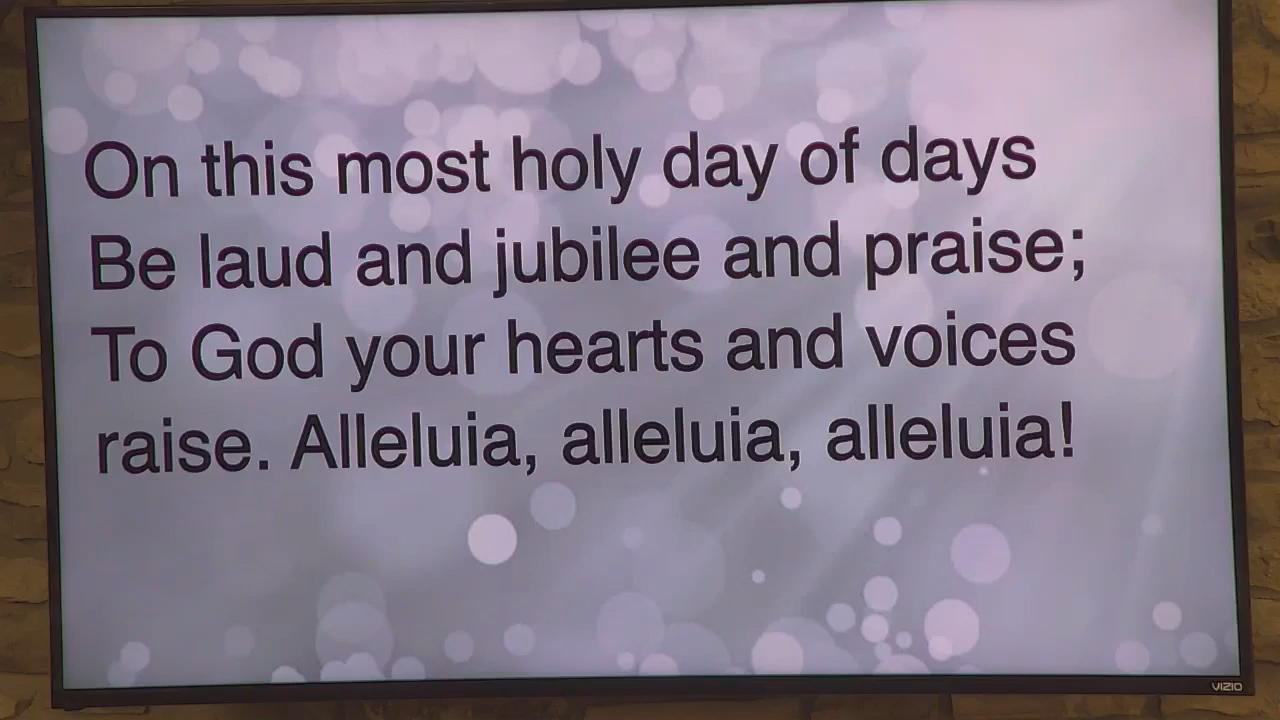 On this most holy day of days
Be laud and jubilee and praise;
To God your hearts and voices
raise. Alleluia, alleluia, alleluia!
VIZIO